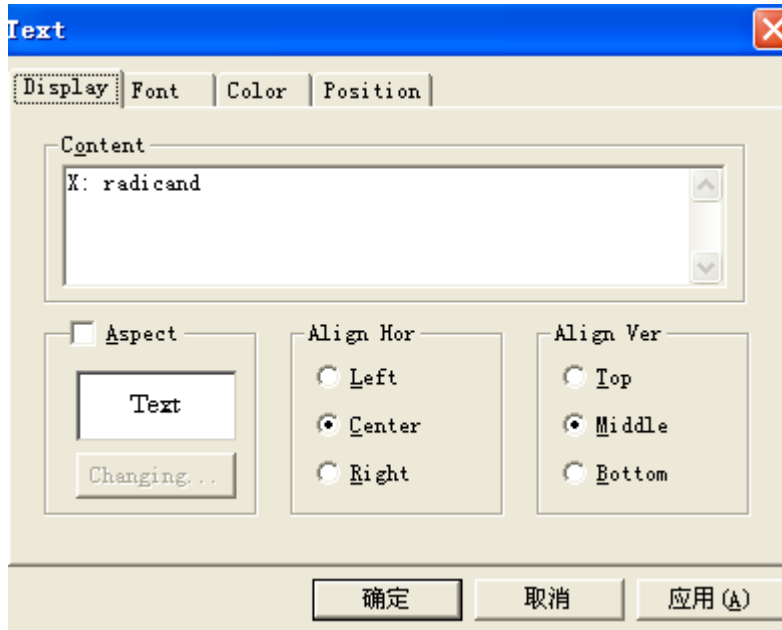 Text
Display Font Color Position
Content
X: radicand
Aspect Align Hor Align Ver
Left Top
Text
Center Middle
Changing... Right Bottom
确定 取消 应用(A)